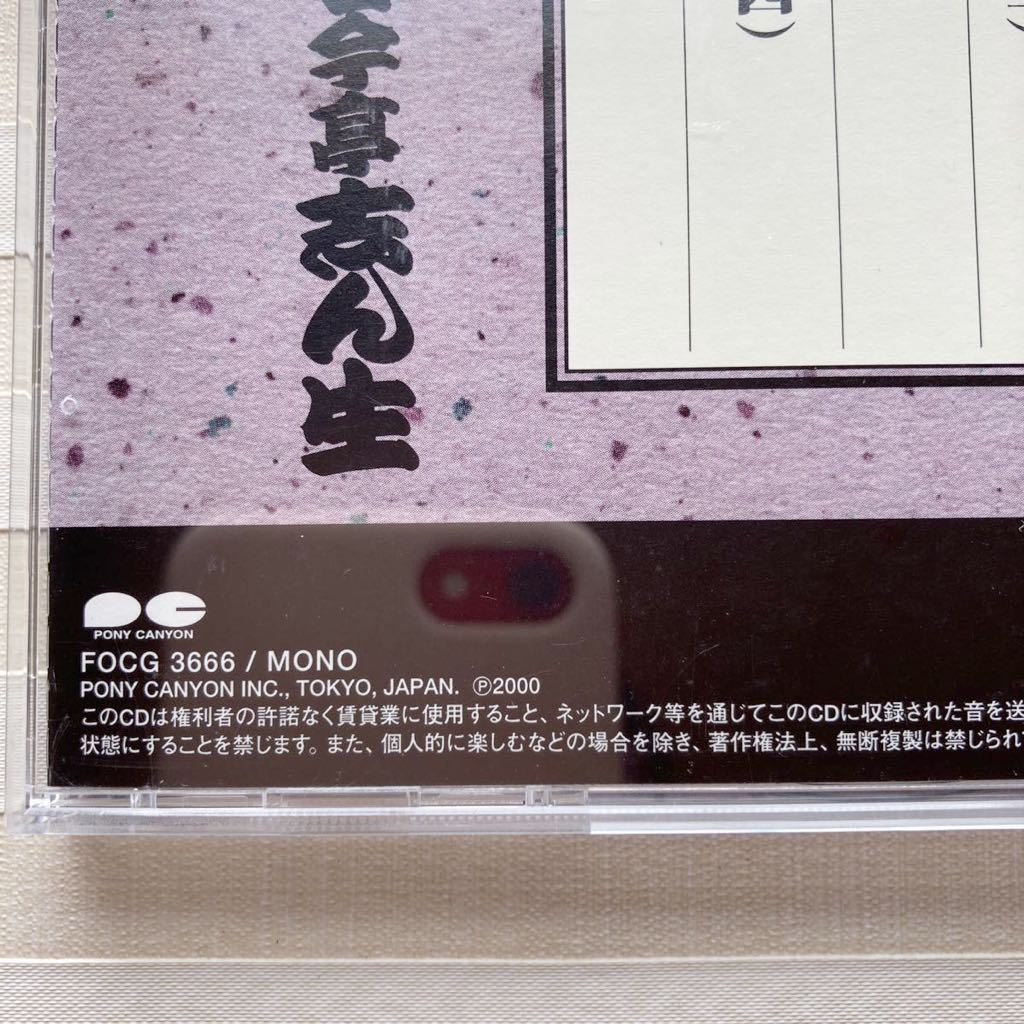 今亭志ん生
四)
PONY CANYON
FOCG 3666 / MONO
PONY CANYON INC., TOKYO, JAPAN. Ⓟ2000
このCDは権利者の許諾なく賃貸業に使用すること、ネットワーク等を通じてこのCDに収録された音を送
状態にすることを禁じます。また、個人的に楽しむなどの場合を除き、著作権法上、無断複製は禁じられ